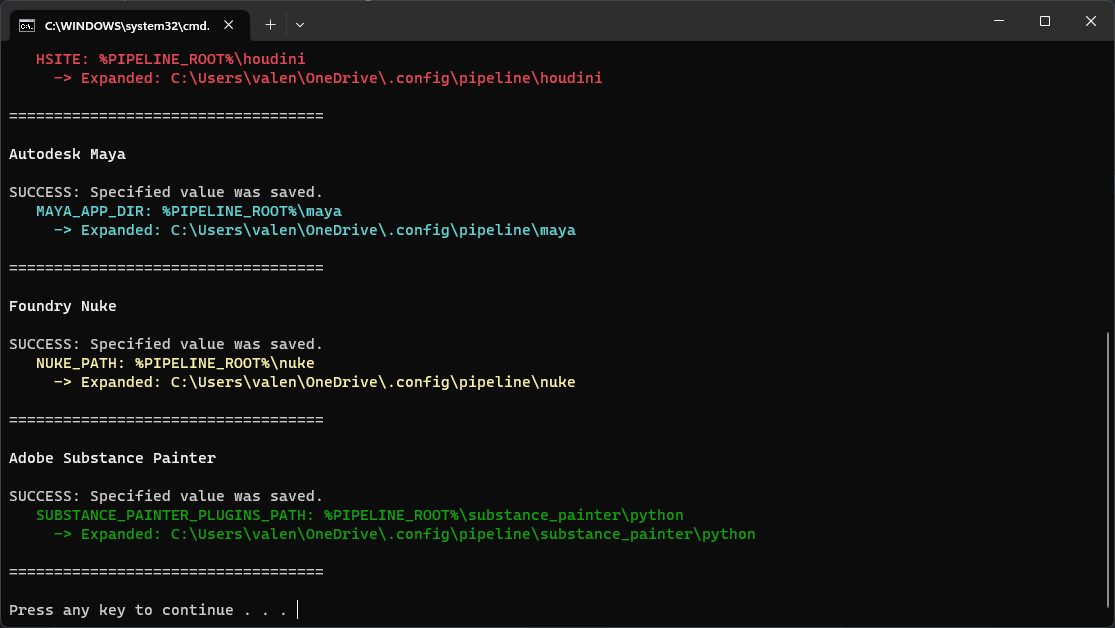 C:\WINDOWS\system32\cmd.
HSITE: %PIPELINE_ROOT%\houdini
-> Expanded: C:\Users\valen\OneDrive\.config\pipeline\houdini
===================================
Autodesk Maya
SUCCESS: Specified value was saved.
MAYA_APP_DIR: %PIPELINE_ROOT%\maya
-> Expanded: C:\Users\valen\OneDrive\.config\pipeline\maya
===================================
Foundry Nuke
SUCCESS: Specified value was saved.
NUKE_PATH: %PIPELINE_ROOT%\nuke
-> Expanded: C:\Users\valen\OneDrive\.config\pipeline\nuke
===================================
Adobe Substance Painter
SUCCESS: Specified value was saved.
SUBSTANCE_PAINTER_PLUGINS_PATH: %PIPELINE_ROOT%\substance_painter\python
-> Expanded: C:\Users\valen\OneDrive\.config\pipeline\substance_painter\python
===================================
Press any key to continue . . .